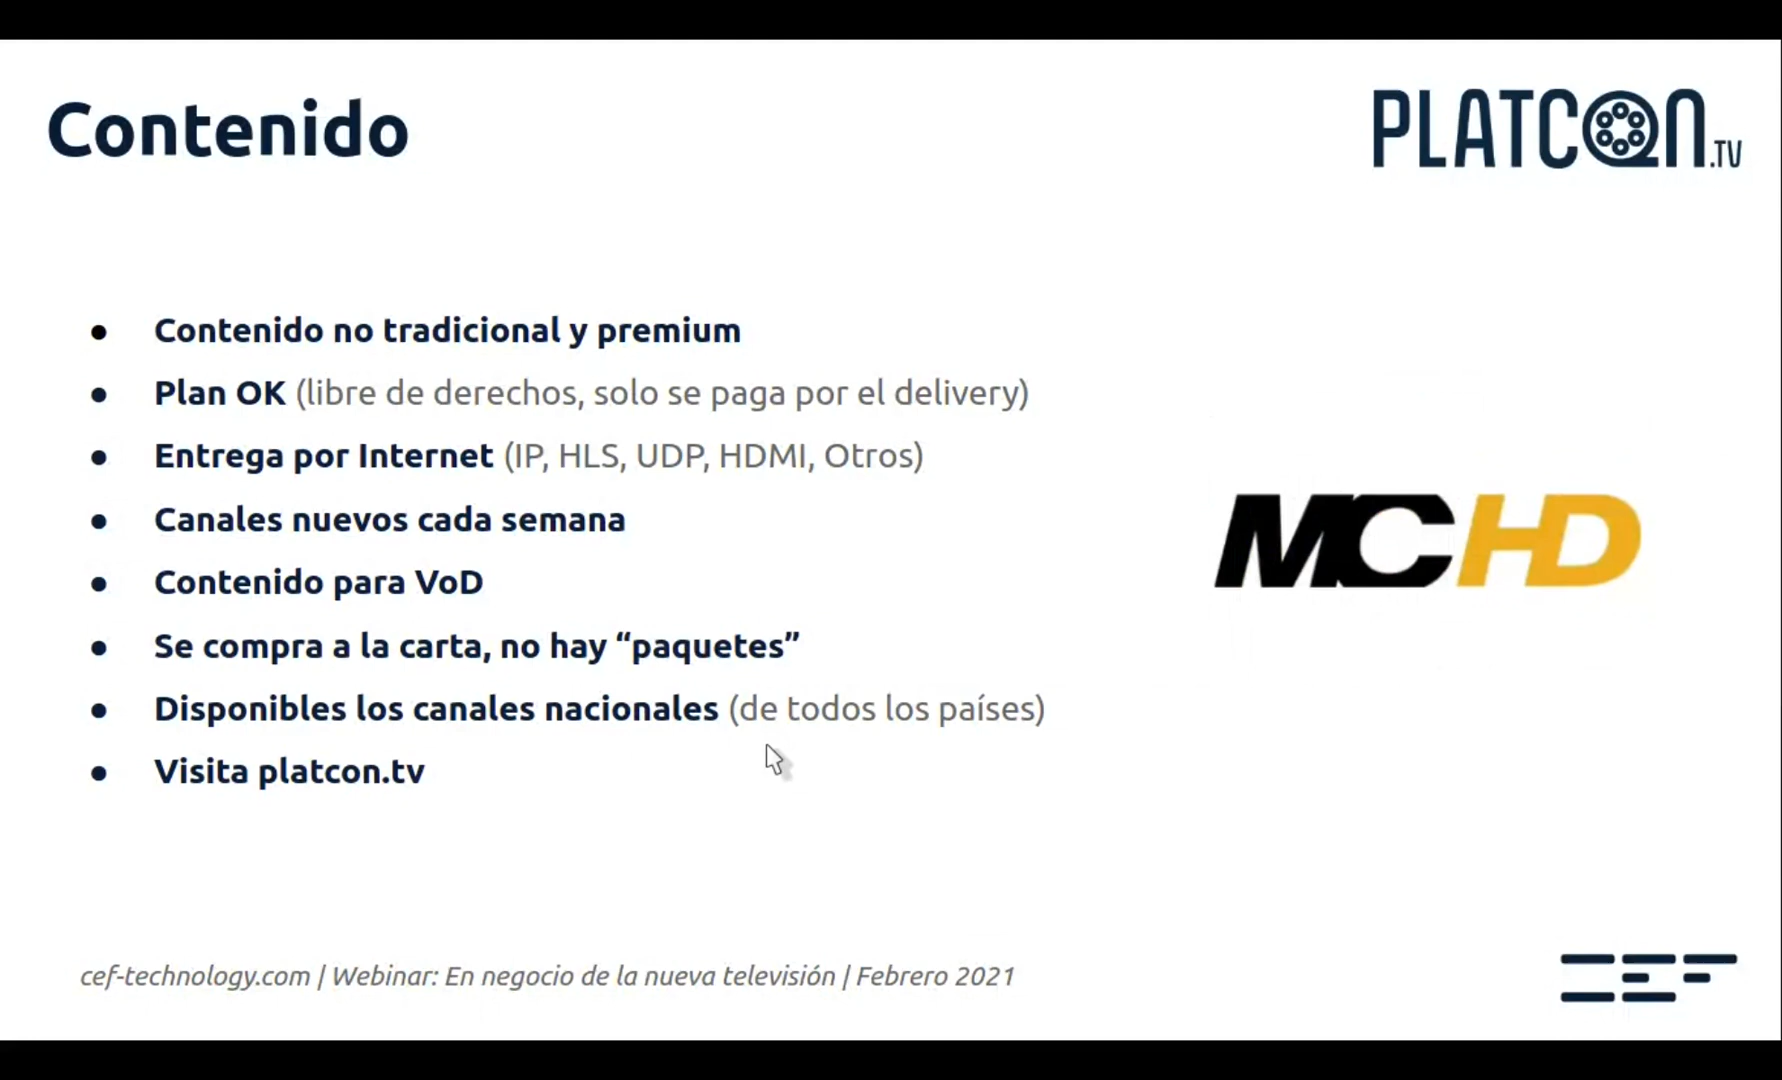 Contenido
PLATCON.TV
Contenido no tradicional y premium
Plan OK (libre de derechos, solo se paga por el delivery)
Entrega por Internet (IP, HLS, UDP, HDMI, Otros)
Canales nuevos cada semana
Contenido para VoD
Se compra a la carta, no hay “paquetes”
Disponibles los canales nacionales (de todos los países)
Visita platcon.tv
MCHD
cef-technology.com | Webinar: En negocio de la nueva televisión | Febrero 2021
CEF